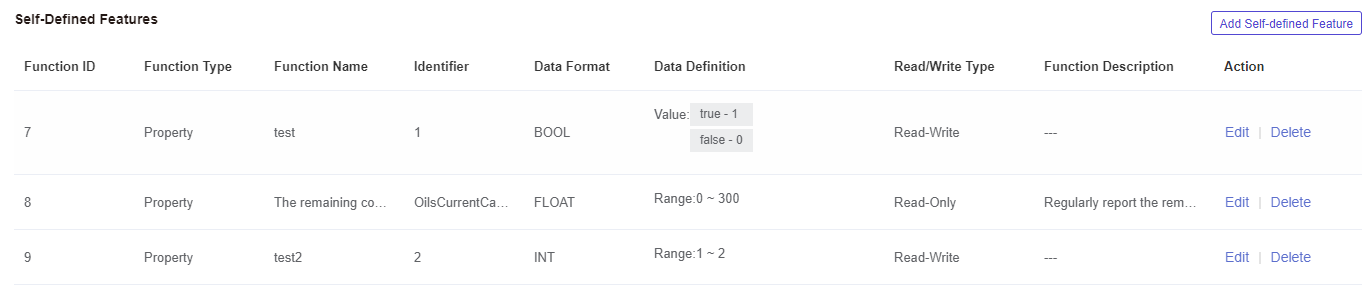 Self-Defined Features
Add Self-defined Feature
Function ID Function Type Function Name Identifier Data Format Data Definition Read/Write Type Function Description Action
7 Property test 1 BOOL Value: true - 1 Read-Write --- Edit | Delete
false - 0
8 Property The remaining co... OilsCurrentCa... FLOAT Range:0 ~ 300 Read-Only Regularly report the rem... Edit | Delete
9 Property test2 2 INT Range:1 ~ 2 Read-Write --- Edit | Delete